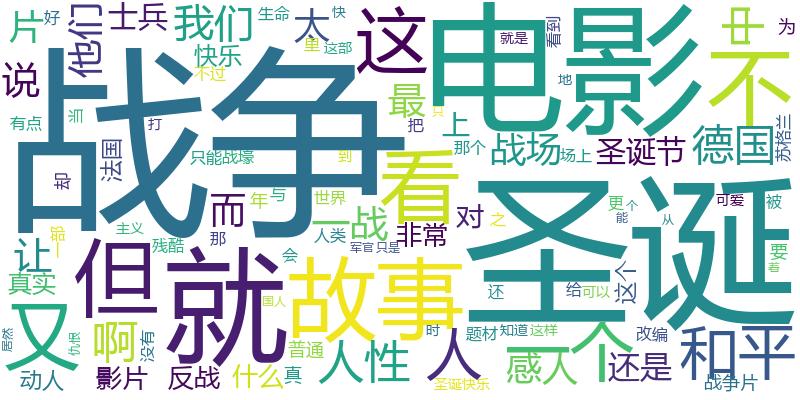 片 好
他们
士兵
我们
生命
太
快
里 这部
快乐
不过
这
电影
就是
看到
毌
为
不
说
战争
有点
当
打
法国
却
只能战壕
到
最
把
上
那个
地
战场
场上
圣诞节
德国
苏格兰
看
而
年 与
世界
一战
对
非常
之
更 个
能
可爱
从
被
要
着
让
真实
但
主义
残酷
那
就
会
人类
军官 只是
故事
国人
圣诞
还
给 可以
这个
又
居然
仇恨
啊
没有
动人
影片
反战
什么
真
普通
人性
时
人
圣诞快乐
题材 知道 这样
感人
一个
改编
还是
和平
战争片